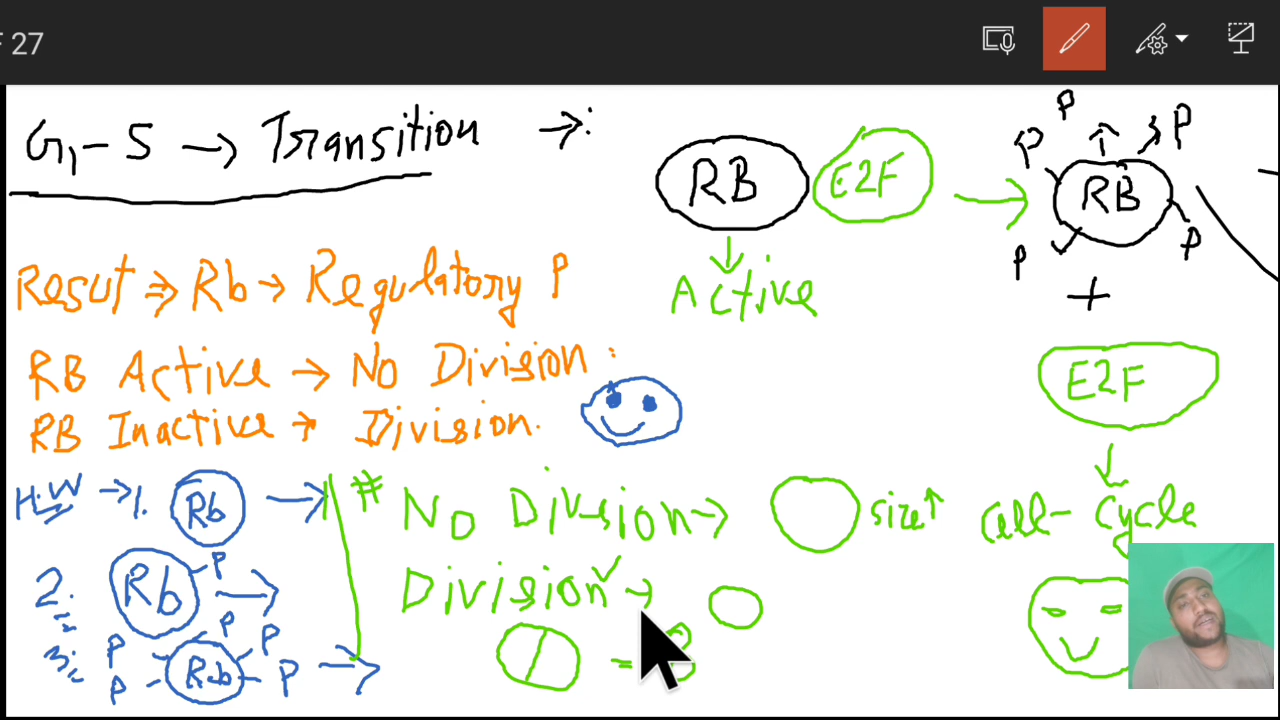 F 27
G1-S → Transition →:
RB E2F →
P P P P P
RB
↓
Active
+
E2F
↓
Cell-Cycle
Resut ⇒ Rb → Regulatory P
RB Active → No Division:
RB Inactive → Division.
H.W → 1. Rb →
2. Rb P →
3. P P Rb P P P →
# No Division → size↑
Division ✓ →
=